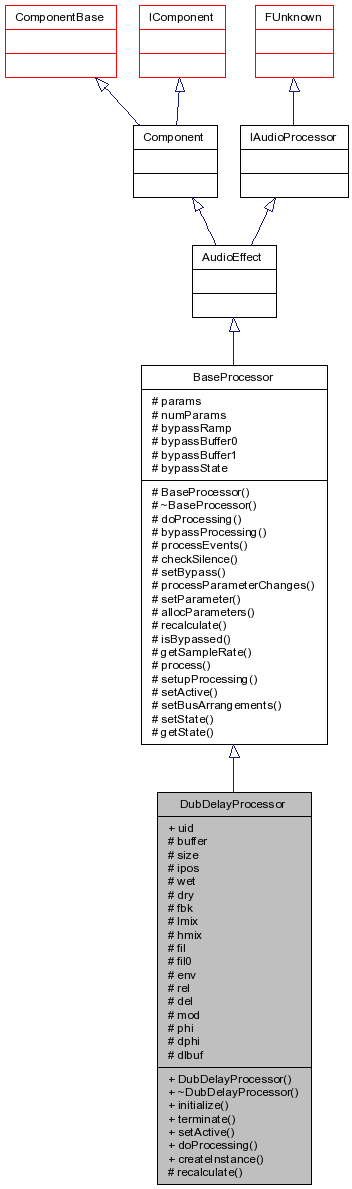 ComponentBase
IComponent
FUnknown
Component
IAudioProcessor
AudioEffect
BaseProcessor
# params
# numParams
# bypassRamp
# bypassBuffer0
# bypassBuffer1
# bypassState
# BaseProcessor()
# ~BaseProcessor()
# doProcessing()
# bypassProcessing()
# processEvents()
# checkSilence()
# setBypass()
# processParameterChanges()
# setParameter()
# allocParameters()
# recalculate()
# isBypassed()
# getSampleRate()
# process()
# setupProcessing()
# setActive()
# setBusArrangements()
# setState()
# getState()
DubDelayProcessor
+ uid
# buffer
# size
# ipos
# wet
# dry
# fbk
# lmix
# hmix
# fil
# fil0
# env
# rel
# del
# mod
# phi
# dphi
# dlbuf
+ DubDelayProcessor()
+ ~DubDelayProcessor()
+ initialize()
+ terminate()
+ setActive()
+ doProcessing()
+ createInstance()
# recalculate()